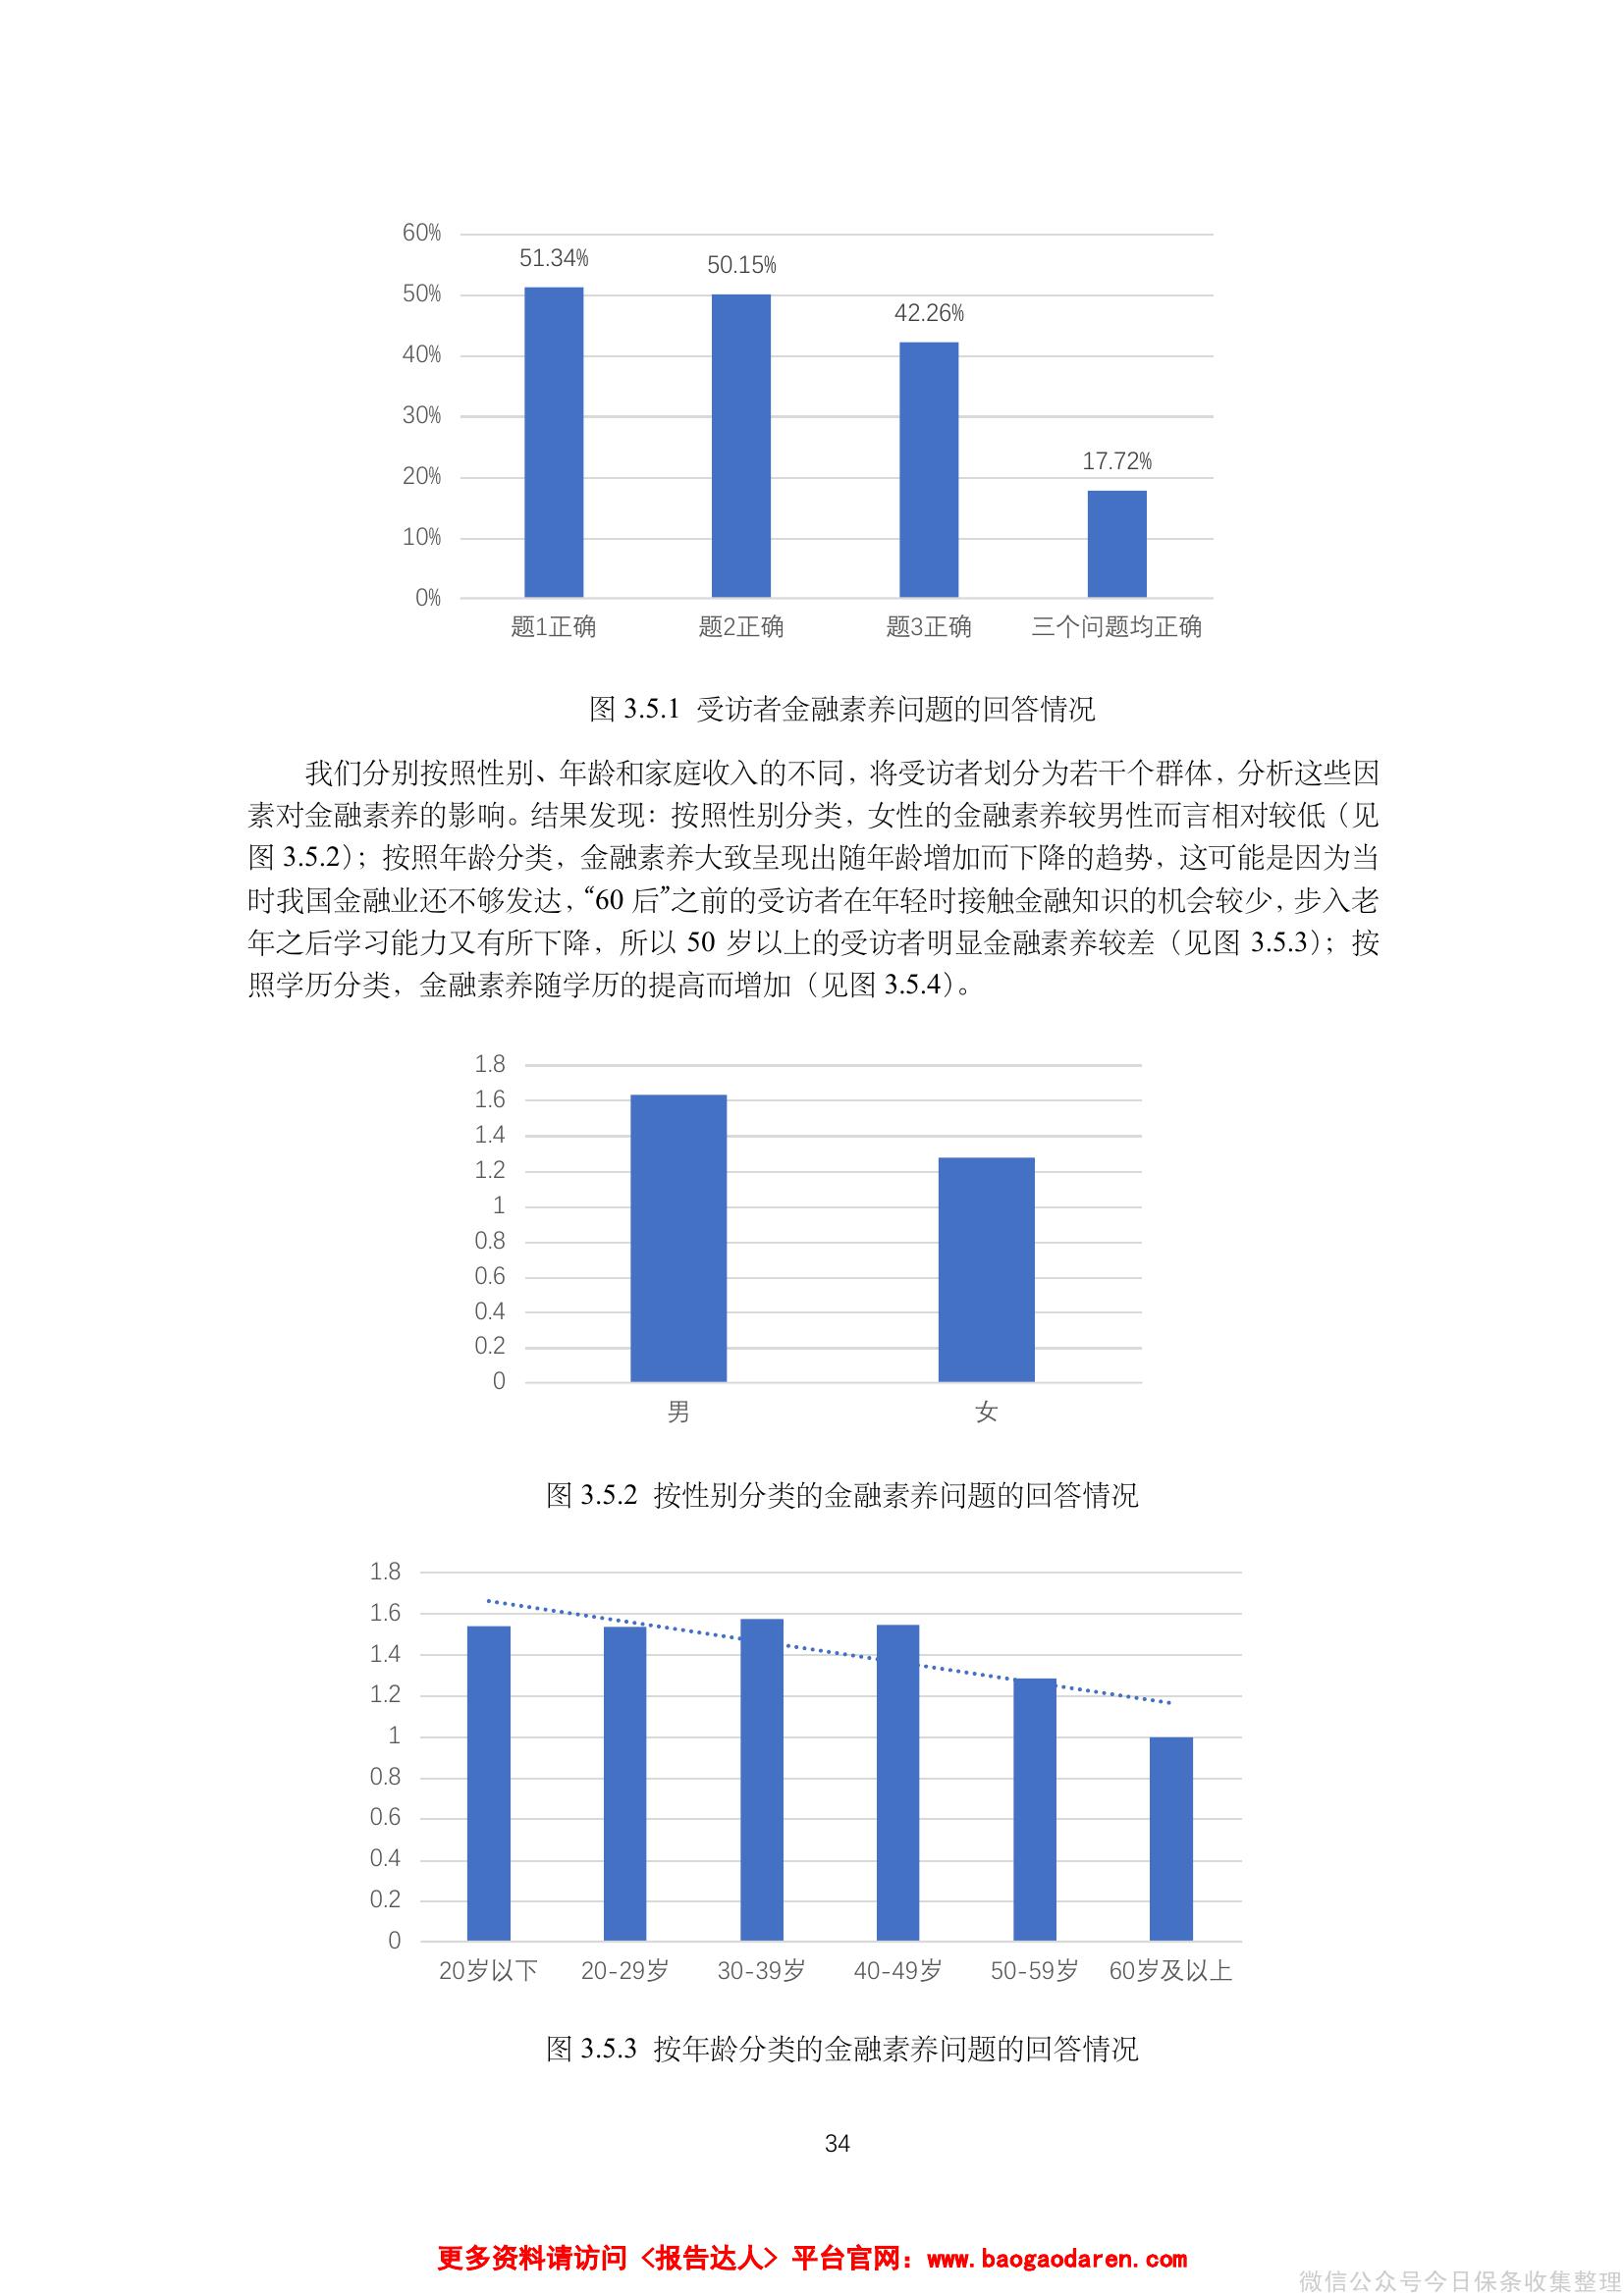 60%
50%
40%
30%
20%
10%
0%
51.34%
50.15%
42.26%
17.72%
题1正确
题2正确
题3正确
三个问题均正确
图 3.5.1 受访者金融素养问题的回答情况
我们分别按照性别、年龄和家庭收入的不同，将受访者划分为若干个群体，分析这些因
素对金融素养的影响。结果发现：按照性别分类，女性的金融素养较男性而言相对较低（见
图 3.5.2）；按照年龄分类，金融素养大致呈现出随年龄增加而下降的趋势，这可能是因为当
时我国金融业还不够发达，“60 后”之前的受访者在年轻时接触金融知识的机会较少，步入老
年之后学习能力又有所下降，所以 50 岁以上的受访者明显金融素养较差（见图 3.5.3）；按
照学历分类，金融素养随学历的提高而增加（见图 3.5.4）。
1.8
1.6
1.4
1.2
1
0.8
0.6
0.4
0.2
0
男
女
图 3.5.2 按性别分类的金融素养问题的回答情况
1.8
1.6
1.4
1.2
1
0.8
0.6
0.4
0.2
0
20岁以下
20-29岁
30-39岁
40-49岁
50-59岁
60岁及以上
图 3.5.3 按年龄分类的金融素养问题的回答情况
34
更多资料请访问《报告达人》平台官网：www.baogaodaren.com
微信公众号今日保条收集整理